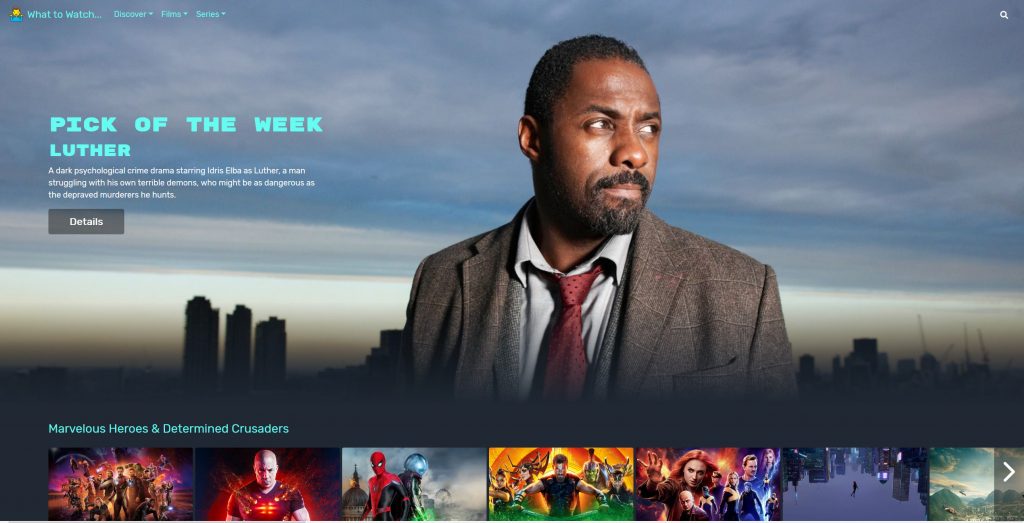 What to Watch...
Discover
Films
Series
PICK OF THE WEEK
LUTHER
A dark psychological crime drama starring Idris Elba as Luther, a man
struggling with his own terrible demons, who might be as dangerous as
the depraved murderers he hunts.
Details
Marvelous Heroes & Determined Crusaders